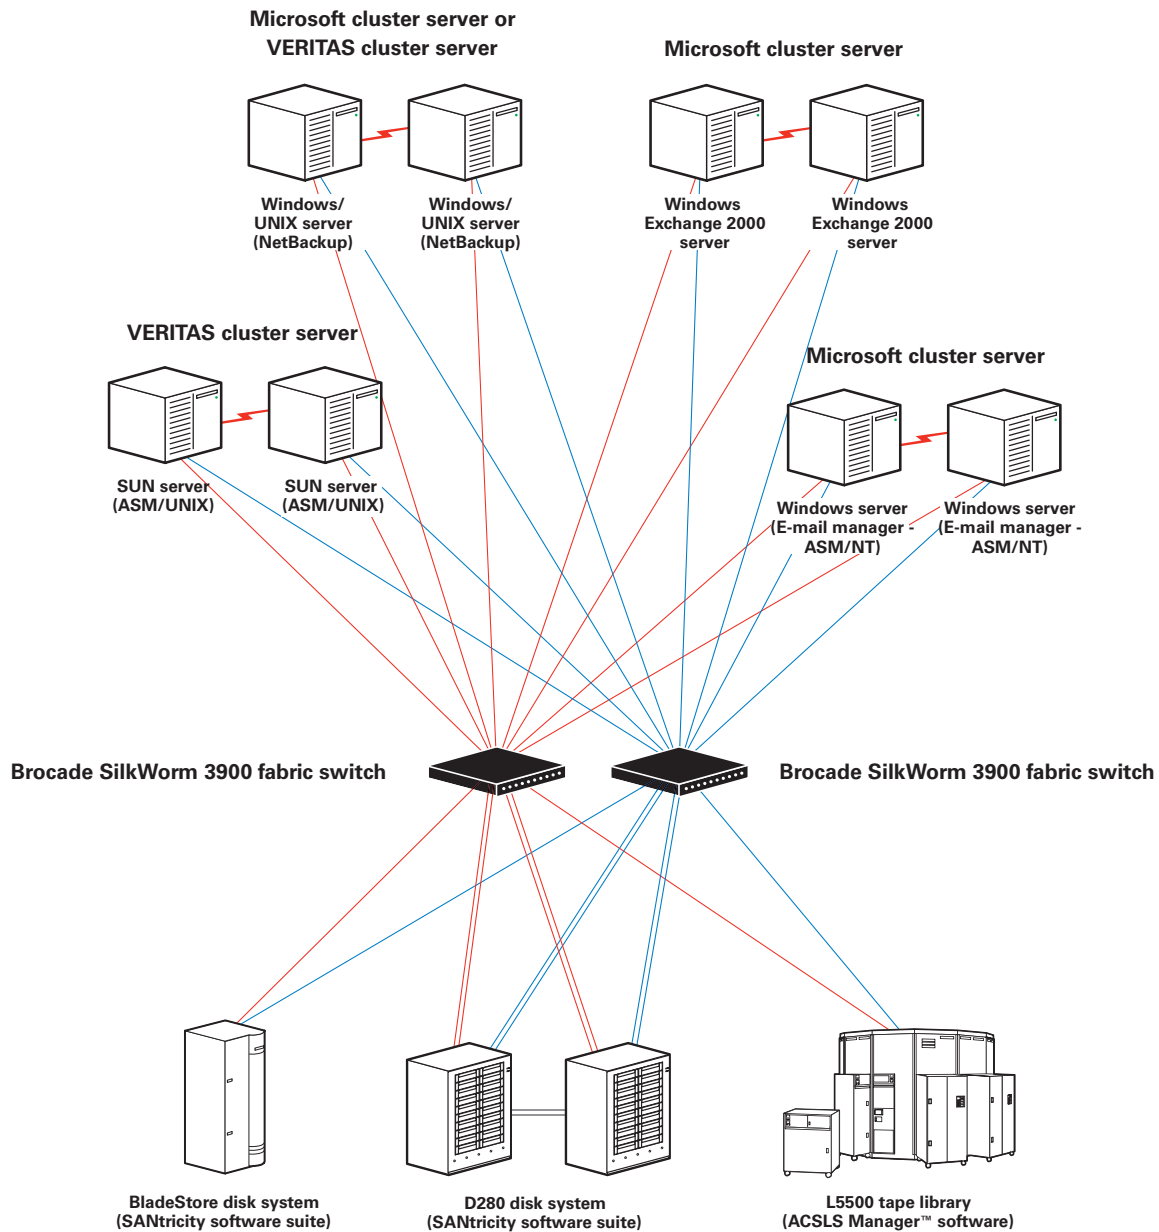 Microsoft cluster server or
VERITAS cluster server
Microsoft cluster server
Windows/
UNIX server
(NetBackup)
Windows/
UNIX server
(NetBackup)
Windows
Exchange 2000
server
Windows
Exchange 2000
server
VERITAS cluster server
Microsoft cluster server
SUN server
(ASM/UNIX)
SUN server
(ASM/UNIX)
Windows server
(E-mail manager -
ASM/NT)
Windows server
(E-mail manager -
ASM/NT)
Brocade SilkWorm 3900 fabric switch
Brocade SilkWorm 3900 fabric switch
BladeStore disk system
(SANtricity software suite)
D280 disk system
(SANtricity software suite)
L5500 tape library
(ACSLS Manager™ software)